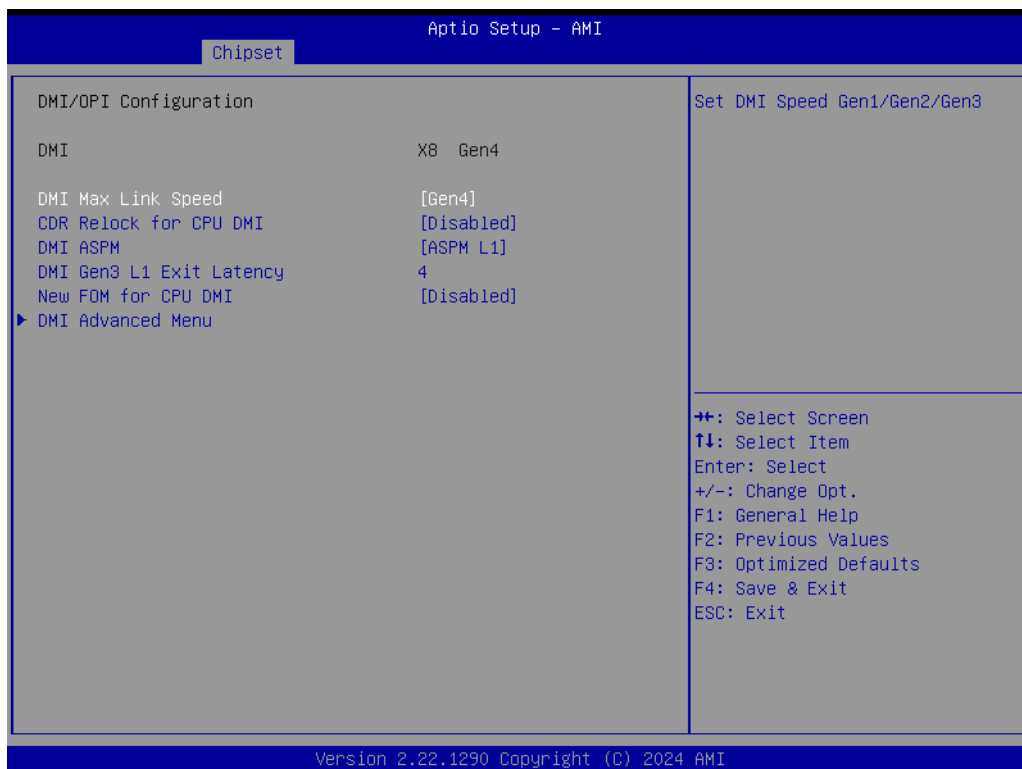 Aptio Setup - AMI
Chipset
DMI/OPI Configuration
DMI X8 Gen4
DMI Max Link Speed [Gen4]
CDR Relock for CPU DMI [Disabled]
DMI ASPM [ASPM L1]
DMI Gen3 L1 Exit Latency 4
New FOM for CPU DMI [Disabled]
▶ DMI Advanced Menu
Set DMI Speed Gen1/Gen2/Gen3
→←: Select Screen
↑↓: Select Item
Enter: Select
+/-: Change Opt.
F1: General Help
F2: Previous Values
F3: Optimized Defaults
F4: Save & Exit
ESC: Exit
Version 2.22.1290 Copyright (C) 2024 AMI